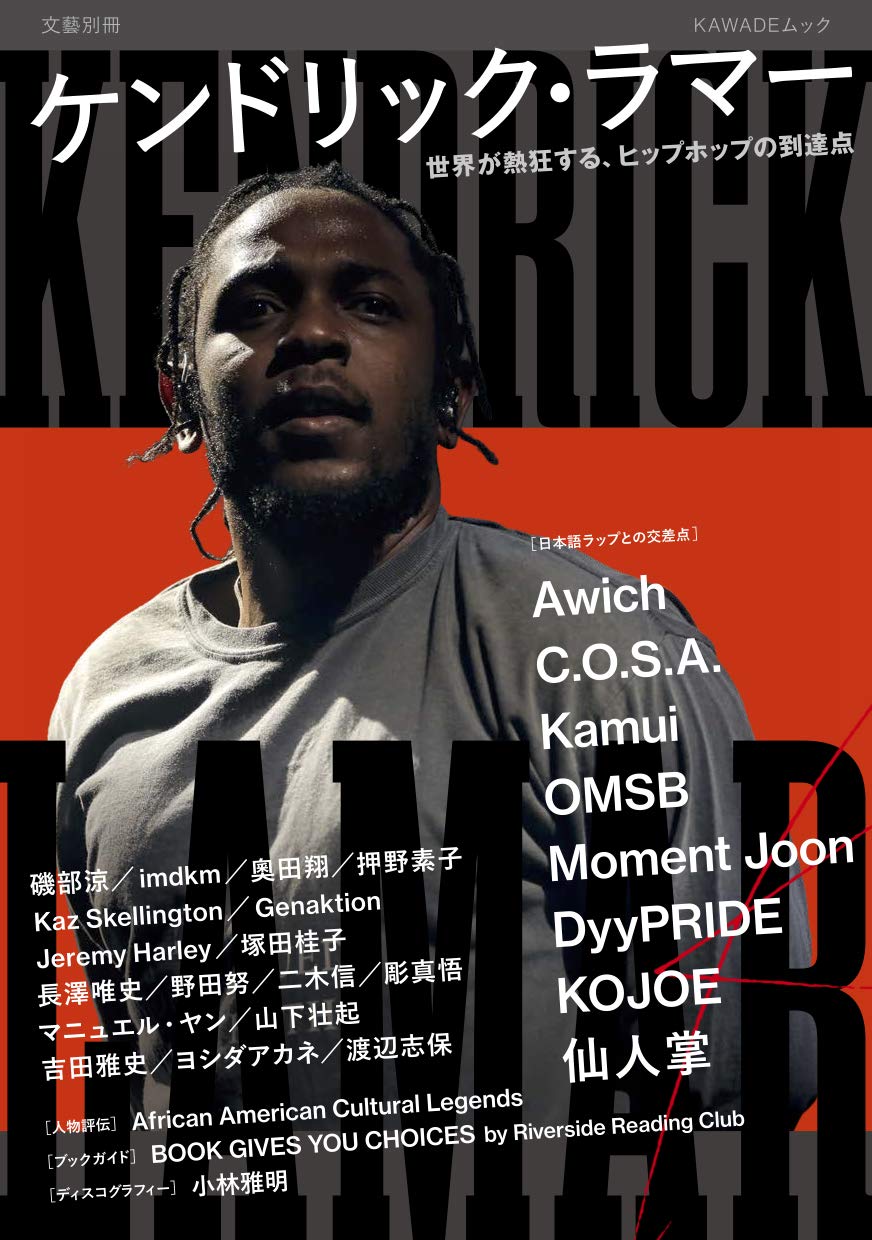 文藝別冊
KAWADEムック
KENDRICK
ケンドリック・ラマー
世界が熱狂する、ヒップホップの到達点
[日本語ラップとの交差点]
Awich
C.O.S.A.
Kamui
OMSB
Moment Joon
DyyPRIDE
KOJOE
仙人掌
LAMAR
磯部涼／imdkm／奥田翔／押野素子
Kaz Skellington／Genaktion
Jeremy Harley／塚田桂子
長澤唯史／野田努／二木信／彫真悟
マニュエル・ヤン／山下壮起
吉田雅史／ヨシダアカネ／渡辺志保
[人物評伝] African American Cultural Legends
[ブックガイド] BOOK GIVES YOU CHOICES by Riverside Reading Club
[ディスコグラフィー] 小林雅明